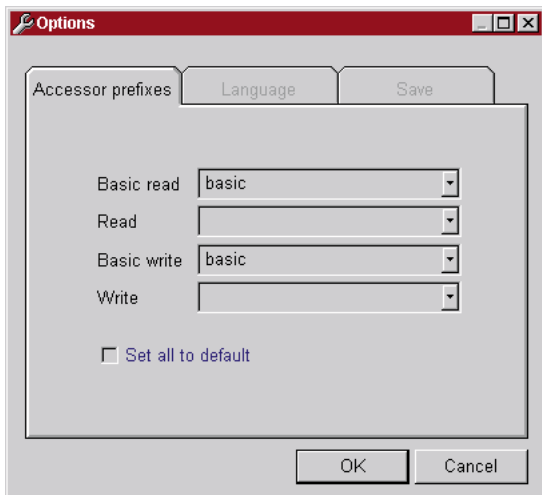 Options
Accessor prefixes Language Save
Basic read basic
Read
Basic write basic
Write
Set all to default
OK Cancel